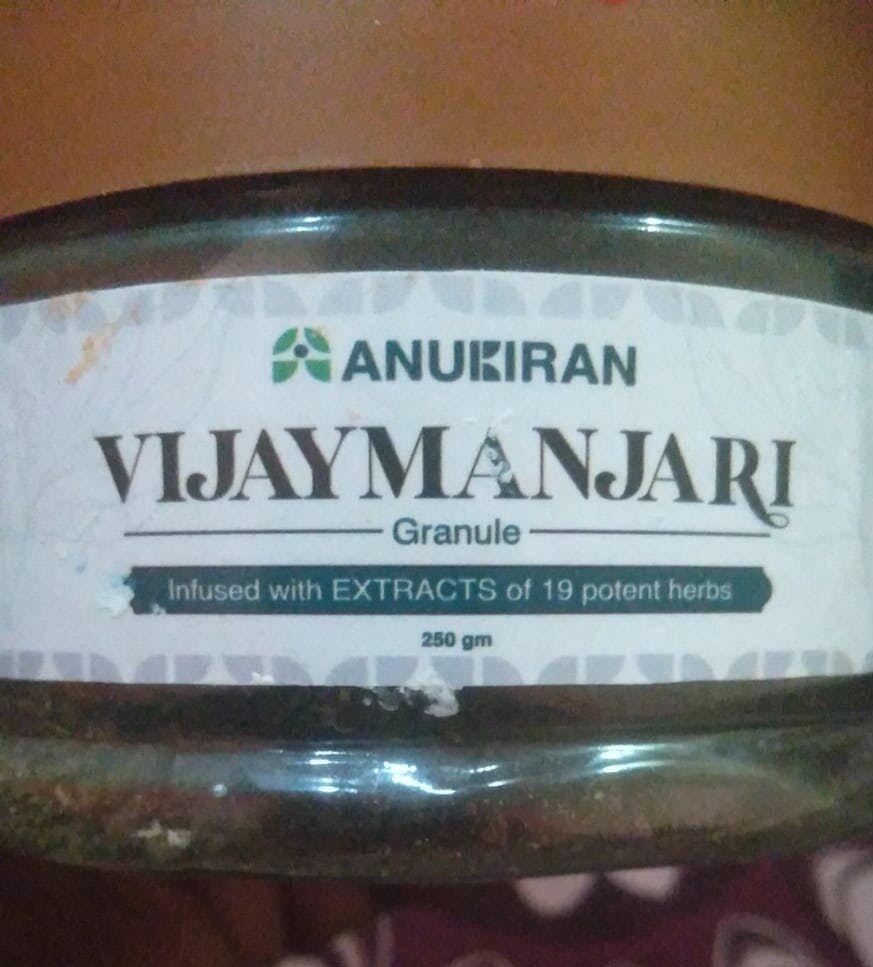 ANUKIRAN
VIJAYMANJARI
Granule
Infused with EXTRACTS of 19 potent herbs
250 gm